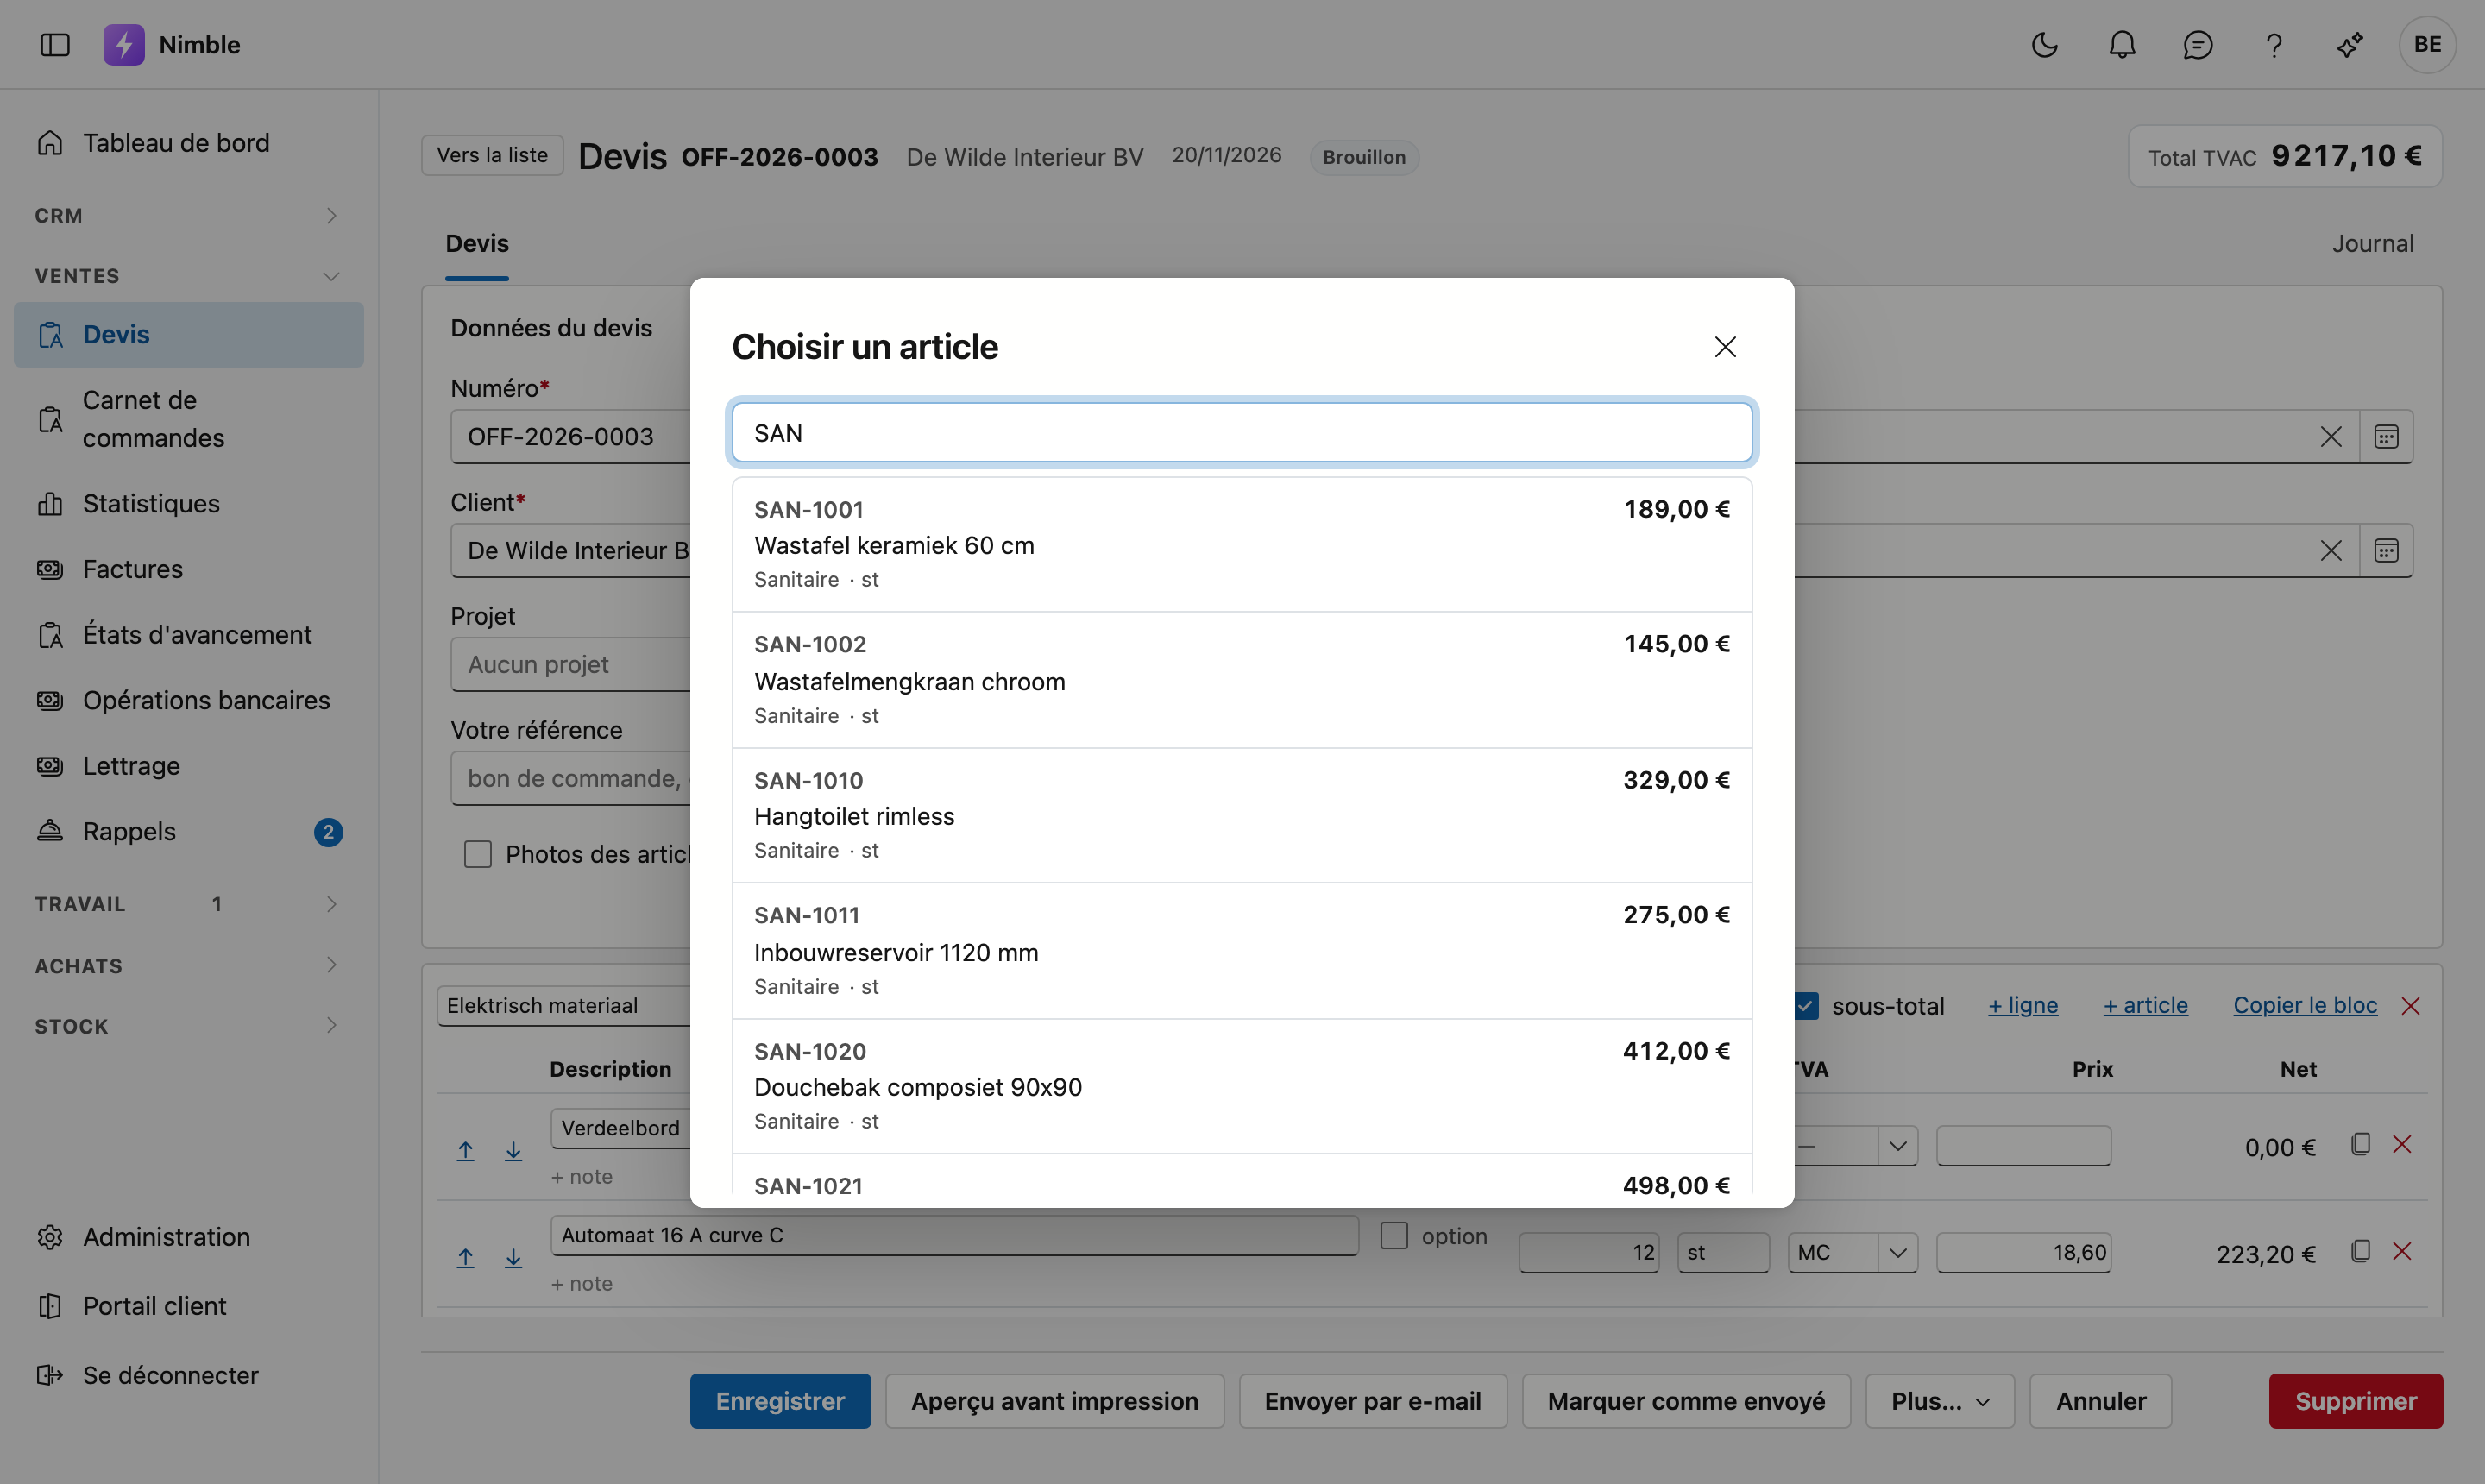 Nimble
BE
Tableau de bord
CRM
VENTES
Devis
Carnet de
commandes
Statistiques
Factures
États d'avancement
Opérations bancaires
Lettrage
Rappels 2
TRAVAIL 1
ACHATS
STOCK
Administration
Portail client
Se déconnecter
Vers la liste Devis OFF-2026-0003 De Wilde Interieur BV 20/11/2026 Brouillon
Total TVAC 9 217,10 €
Devis
Journal
Données du devis
Numéro*
OFF-2026-0003
Client*
De Wilde Interieur B
Projet
Aucun projet
Votre référence
bon de commande,
Photos des articl
Choisir un article
SAN
SAN-1001 189,00 €
Wastafel keramiek 60 cm
Sanitaire · st
SAN-1002 145,00 €
Wastafelmengkraan chroom
Sanitaire · st
SAN-1010 329,00 €
Hangtoilet rimless
Sanitaire · st
SAN-1011 275,00 €
Inbouwreservoir 1120 mm
Sanitaire · st
SAN-1020 412,00 €
Douchebak composiet 90x90
Sanitaire · st
SAN-1021 498,00 €
Elektrisch materiaal sous-total + ligne + article Copier le bloc
Description TVA Prix Net
Verdeelbord — 0,00 €
+ note
Automaat 16 A curve C option 12 st MC 18,60 223,20 €
+ note
Enregistrer Aperçu avant impression Envoyer par e-mail Marquer comme envoyé Plus... Annuler Supprimer